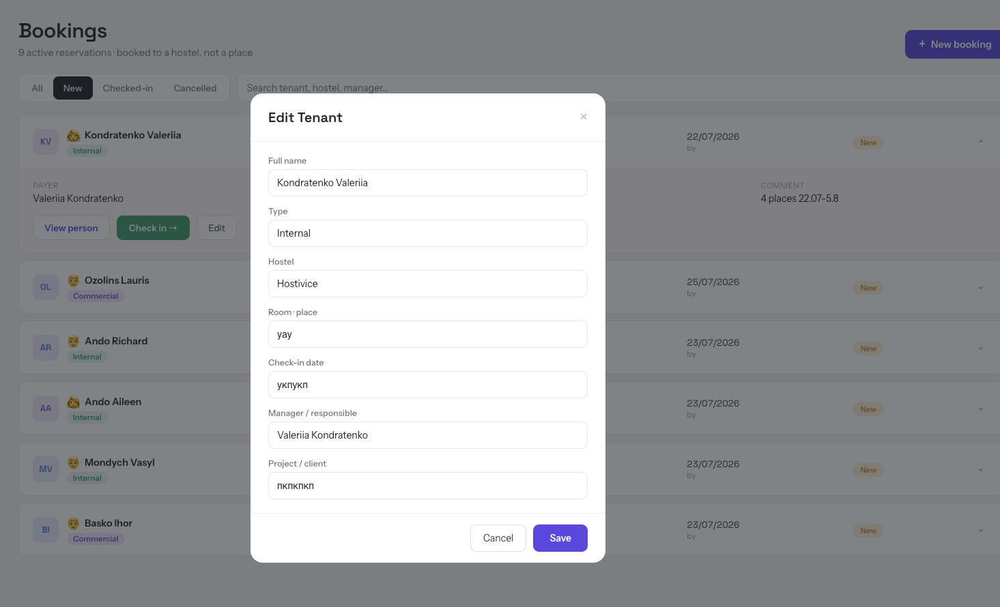 Bookings
9 active reservations · booked to a hostel, not a place
+ New booking
All New Checked-in Cancelled
Search tenant, hostel, manager...
Edit Tenant
×
KV
Kondratenko Valeriia
Internal
22/07/2026
by
New
PAYER
Valeriia Kondratenko
COMMENT
4 places 22.07–5.8
View person
Check in →
Edit
Full name
Kondratenko Valeriia
Type
Internal
Hostel
Hostivice
Room · place
уау
Check-in date
укпукп
Manager / responsible
Valeriia Kondratenko
Project / client
пкпкпкп
Cancel
Save
OL
Ozolins Lauris
Commercial
25/07/2026
by
New
AR
Ando Richard
Internal
23/07/2026
by
New
AA
Ando Aileen
Internal
23/07/2026
by
New
MV
Mondych Vasyl
Internal
23/07/2026
by
New
BI
Basko Ihor
Commercial
23/07/2026
by
New